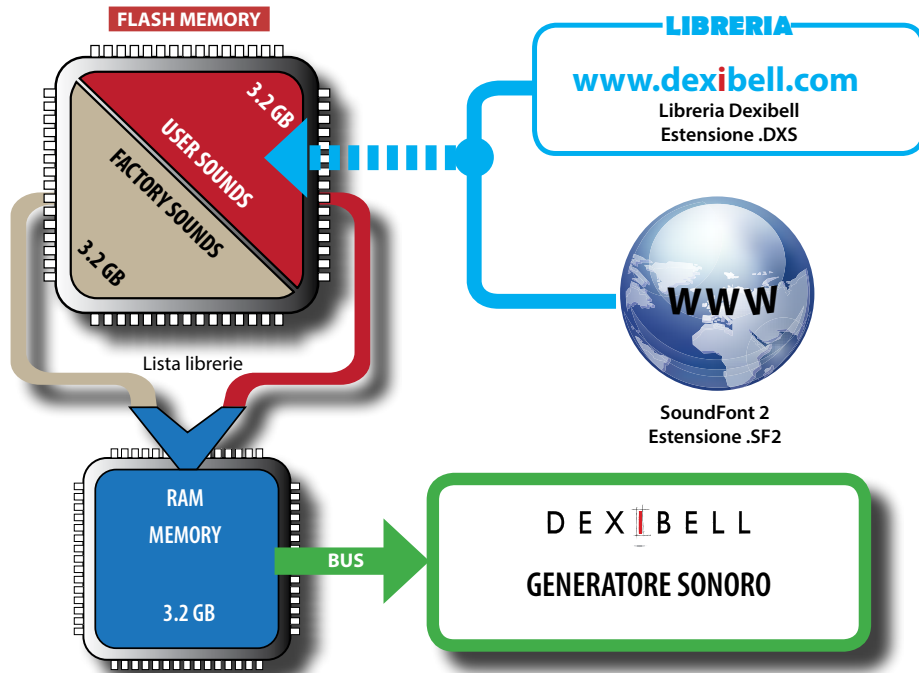 FLASH MEMORY
3.2 GB
USER SOUNDS
FACTORY SOUNDS
3.2 GB
LIBRERIA
www.dexibell.com
Libreria Dexibell
Estensione .DXS
WWW
SoundFont 2
Estensione .SF2
Lista librerie
RAM
MEMORY
3.2 GB
BUS
DEXIBELL
GENERATORE SONORO